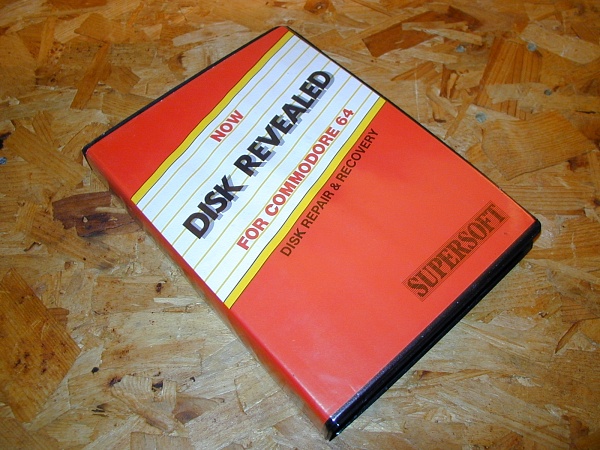 NOW
DISK REVEALED
FOR COMMODORE 64
DISK REPAIR & RECOVERY
SUPERSOFT